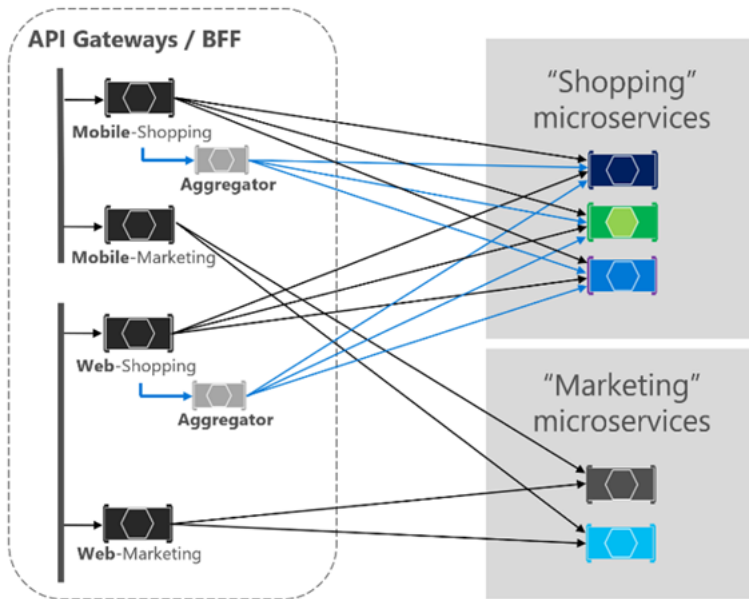 API Gateways / BFF
Mobile-Shopping
Aggregator
Mobile-Marketing
Web-Shopping
Aggregator
Web-Marketing
“Shopping”
microservices
“Marketing”
microservices